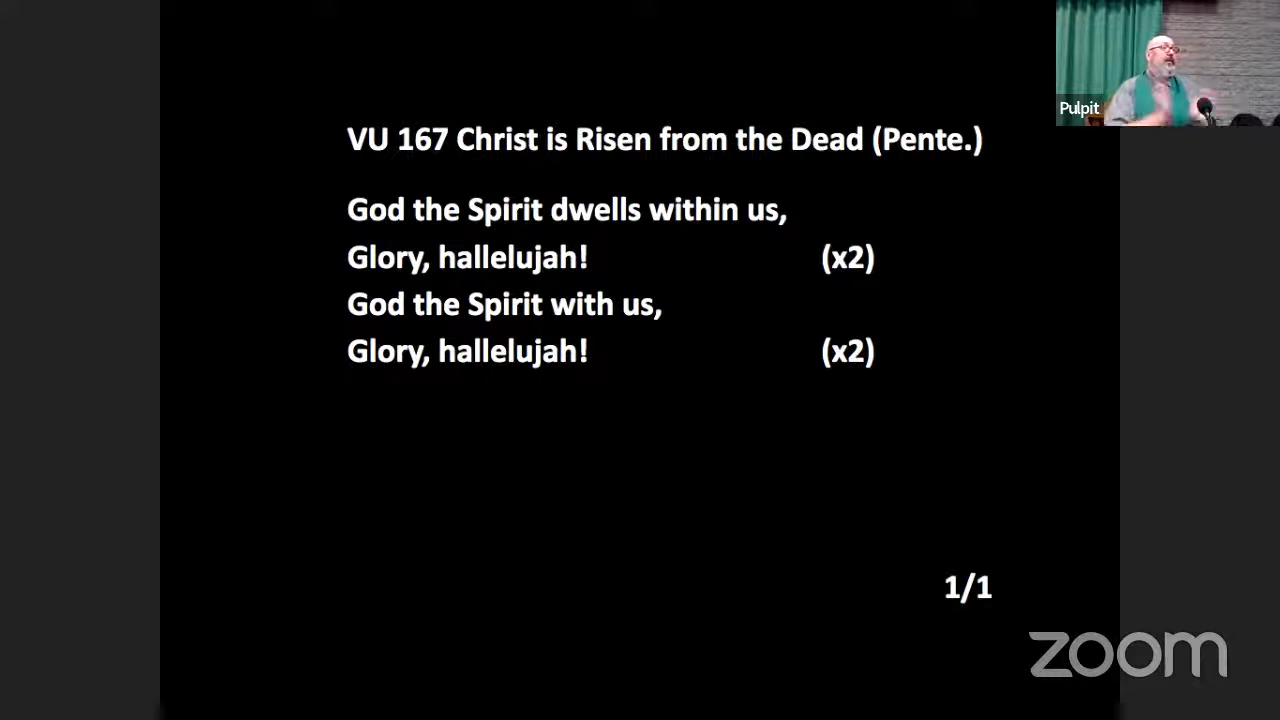 Pulpit
VU 167 Christ is Risen from the Dead (Pente.)
God the Spirit dwells within us,
Glory, hallelujah! (x2)
God the Spirit with us,
Glory, hallelujah! (x2)
1/1
zoom